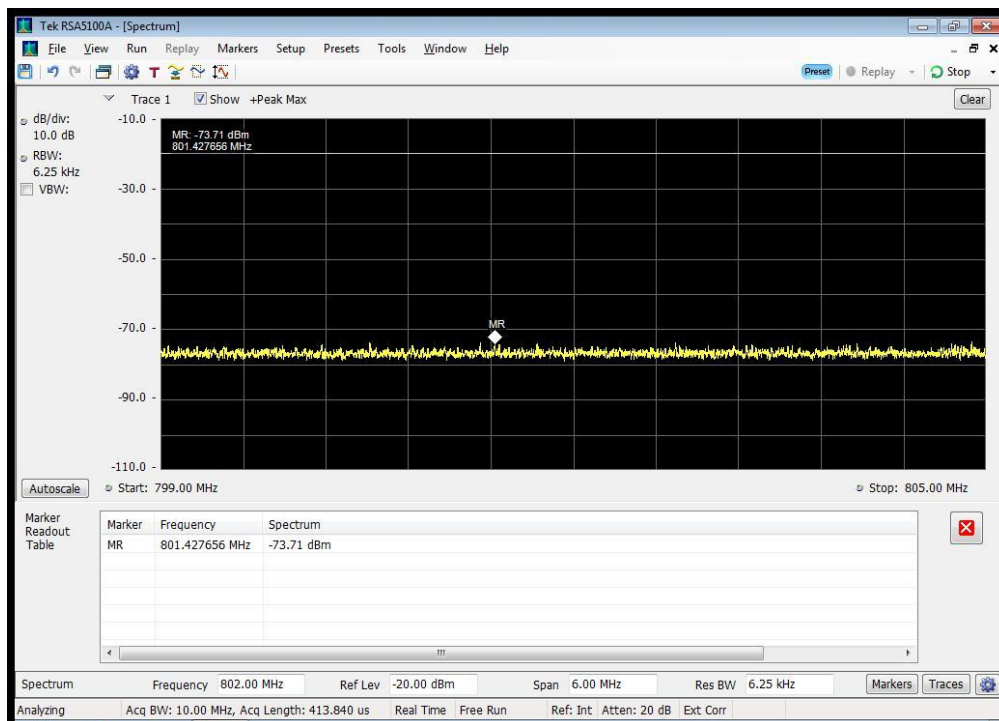 Tek RSA5100A - [Spectrum]
File View Run Replay Markers Setup Presets Tools Window Help
T Preset Replay Stop
Trace 1 Show +Peak Max Clear
dB/div:
10.0 dB
RBW:
6.25 kHz
VBW:
-10.0
MR: -73.71 dBm
801.427656 MHz
-30.0
-50.0
-70.0
MR
-90.0
-110.0
Autoscale Start: 799.00 MHz Stop: 805.00 MHz
Marker
Readout
Table
Marker Frequency Spectrum
MR 801.427656 MHz -73.71 dBm
Spectrum Frequency 802.00 MHz Ref Lev -20.00 dBm Span 6.00 MHz Res BW 6.25 kHz Markers Traces
Analyzing Acq BW: 10.00 MHz, Acq Length: 413.840 us Real Time Free Run Ref: Int Atten: 20 dB Ext Corr